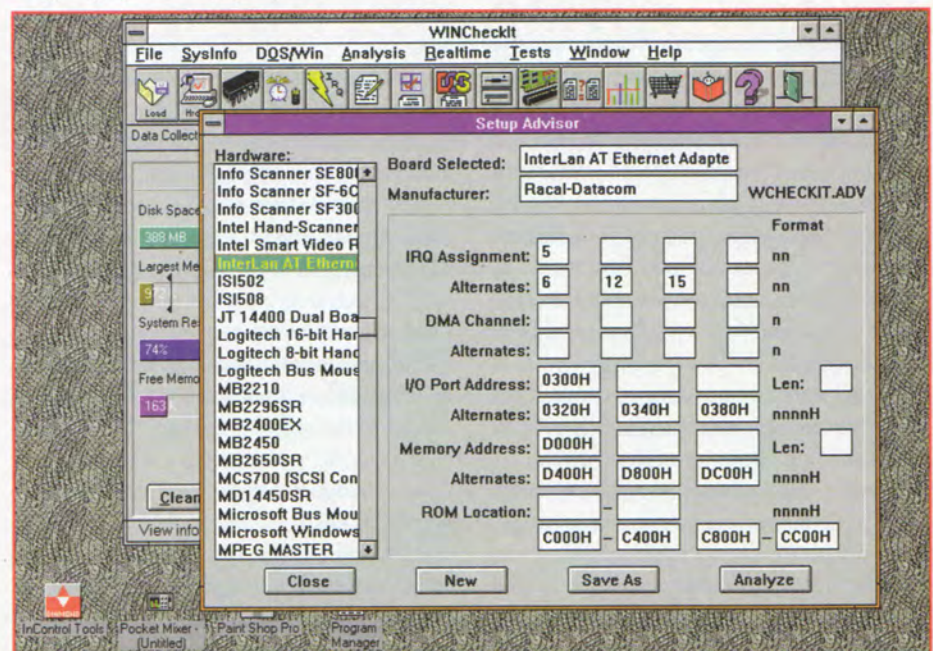 WINCheckIt
File SysInfo DOS/Win Analysis Realtime Tests Window Help
Load
Data Collect
Setup Advisor
Disk Space
388 MB
Largest Me
System Re
74%
Free Memo
163
Clean
View info
Hardware:
Info Scanner SE80
Info Scanner SF-6C
Info Scanner SF300
Intel Hand-Scanner
Intel Smart Video R
InterLan AT Ethern
ISI502
ISI508
JT 14400 Dual Boa
Logitech 16-bit Han
Logitech 8-bit Hand
Logitech Bus Mous
MB2210
MB2296SR
MB2400EX
MB2450
MB2650SR
MCS700 (SCSI Con
MD14450SR
Microsoft Bus Mou
Microsoft Windows
MPEG MASTER
Board Selected: InterLan AT Ethernet Adapte
Manufacturer: Racal-Datacom WCHECKIT.ADV
Format
IRQ Assignment: 5 nn
Alternates: 6 12 15 nn
DMA Channel: n
Alternates: n
I/O Port Address: 0300H Len:
Alternates: 0320H 0340H 0380H nnnnH
Memory Address: D000H Len:
Alternates: D400H D800H DC00H nnnnH
ROM Location: – nnnnH
C000H – C400H C800H – CC00H
Close New Save As Analyze
InControl Tools
Pocket Mixer - (Untitled)
Paint Shop Pro
Program Manager